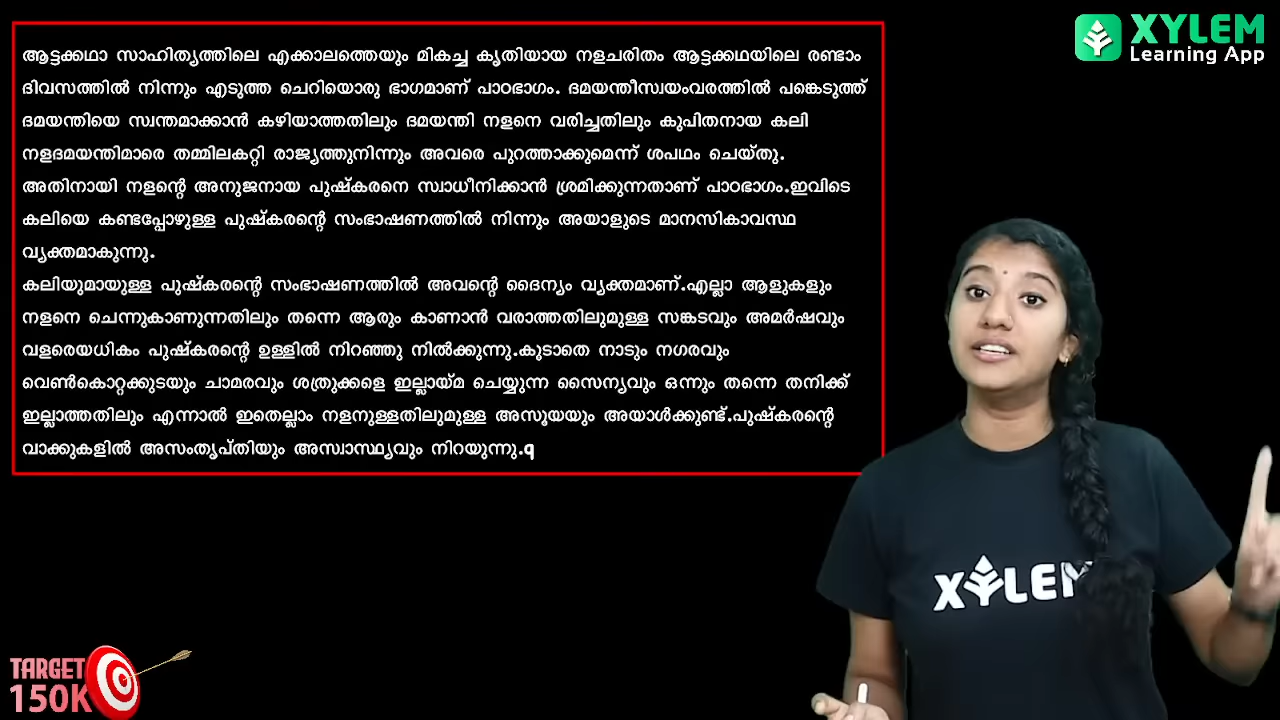 ആട്ടക്കഥാ സാഹിത്യത്തിലെ എക്കാലത്തെയും മികച്ച കൃതിയായ നളചരിതം ആട്ടക്കഥയിലെ രണ്ടാം
ദിവസത്തിൽ നിന്നും എടുത്ത ചെറിയൊരു ഭാഗമാണ് പാഠഭാഗം. ദമയന്തീസ്വയംവരത്തിൽ പങ്കെടുത്ത്
ദമയന്തിയെ സ്വന്തമാക്കാൻ കഴിയാത്തതിലും ദമയന്തി നളനെ വരിച്ചതിലും കുപിതനായ കലി
നളദമയന്തിമാരെ തമ്മിലകറ്റി രാജ്യത്തുനിന്നും അവരെ പുറത്താക്കുമെന്ന് ശപഥം ചെയ്തു.
അതിനായി നളന്റെ അനുജനായ പുഷ്കരനെ സ്വാധീനിക്കാൻ ശ്രമിക്കുന്നതാണ് പാഠഭാഗം.ഇവിടെ
കലിയെ കണ്ടപ്പോഴുള്ള പുഷ്കരന്റെ സംഭാഷണത്തിൽ നിന്നും അയാളുടെ മാനസികാവസ്ഥ
വ്യക്തമാകുന്നു.
കലിയുമായുള്ള പുഷ്കരന്റെ സംഭാഷണത്തിൽ അവന്റെ ദൈന്യം വ്യക്തമാണ്.എല്ലാ ആളുകളും
നളനെ ചെന്നുകാണുന്നതിലും തന്നെ ആരും കാണാൻ വരാത്തതിലുമുള്ള സങ്കടവും അമർഷവും
വളരെയധികം പുഷ്കരന്റെ ഉള്ളിൽ നിറഞ്ഞു നിൽക്കുന്നു.കൂടാതെ നാടും നഗരവും
വെൺകൊറ്റക്കുടയും ചാമരവും ശത്രുക്കളെ ഇല്ലായ്മ ചെയ്യുന്ന സൈന്യവും ഒന്നും തന്നെ തനിക്ക്
ഇല്ലാത്തതിലും എന്നാൽ ഇതെല്ലാം നളനുള്ളതിലുമുള്ള അസൂയയും അയാൾക്കുണ്ട്.പുഷ്കരന്റെ
വാക്കുകളിൽ അസംതൃപ്തിയും അസ്വാസ്ഥ്യവും നിറയുന്നു.q
XYLEM
Learning App
XYLEM
TARGET
150K